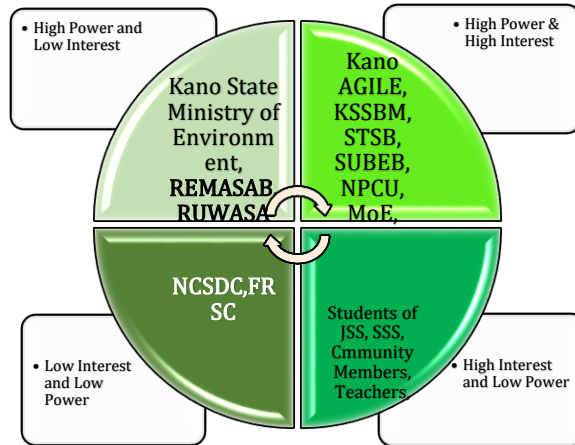 • High Power and
Low Interest
• High Power &
High Interest
Kano State
Ministry of
Environm
ent,
REMASAB,
RUWASA
Kano
AGILE,
KSSBM,
STSB,
SUBEB,
NPCU,
MoE,
NCSDC,FR
SC
Students of
JSS, SSS,
Cmmunity
Members,
Teachers,
• Low Interest
and Low
Power
• High Interest
and Low Power